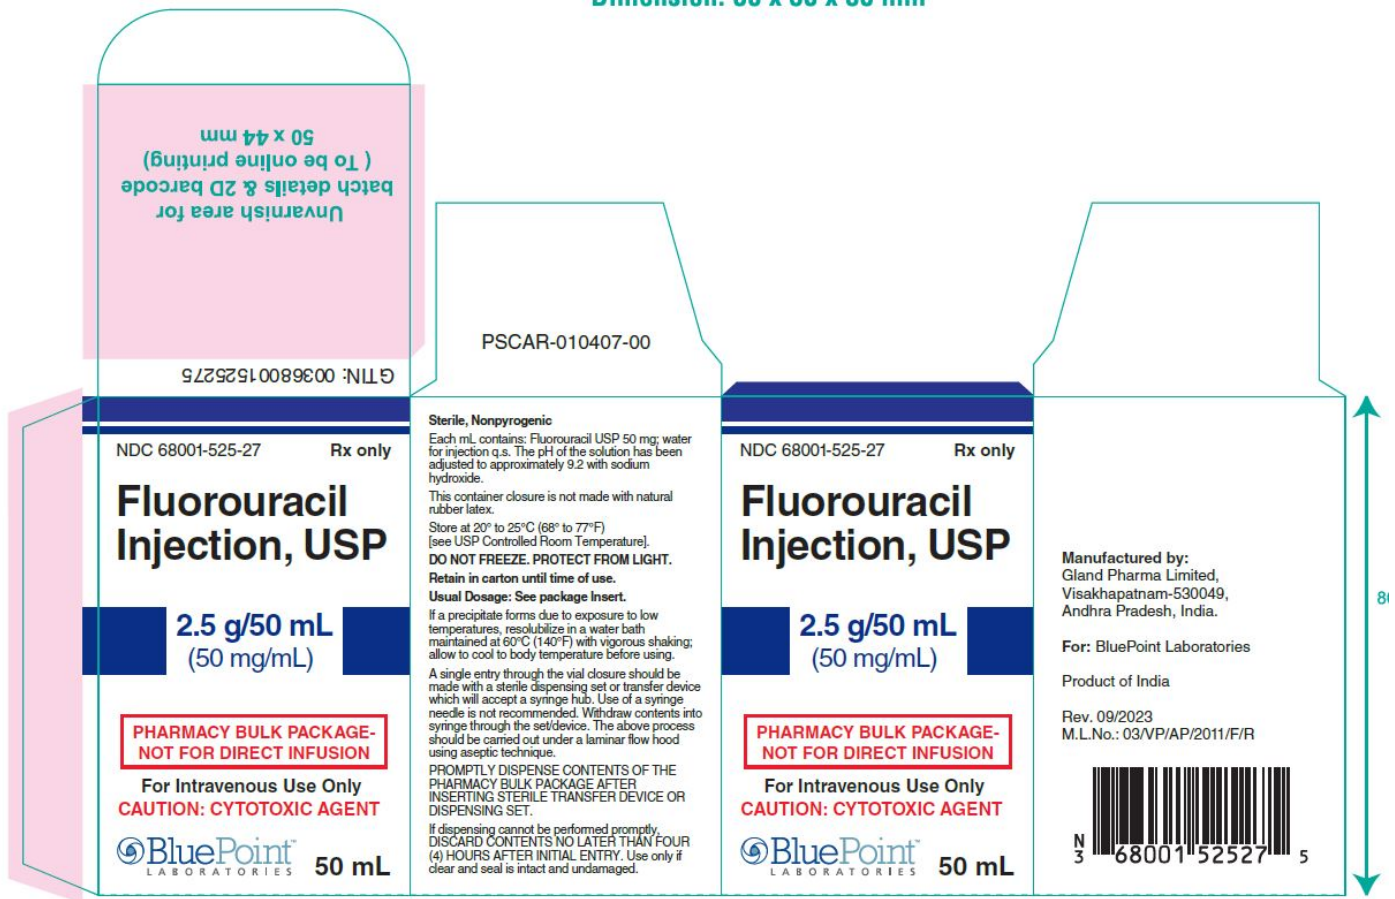 Unvarnish area for
batch details & 2D barcode
( To be online printing)
50 x 44 mm
GTIN: 00368001525275
NDC 68001-525-27 Rx only
Fluorouracil
Injection, USP
2.5 g/50 mL
(50 mg/mL)
PHARMACY BULK PACKAGE-
NOT FOR DIRECT INFUSION
For Intravenous Use Only
CAUTION: CYTOTOXIC AGENT
BluePoint™
LABORATORIES
50 mL
PSCAR-010407-00
Sterile, Nonpyrogenic
Each mL contains: Fluorouracil USP 50 mg; water
for injection q.s. The pH of the solution has been
adjusted to approximately 9.2 with sodium
hydroxide.
This container closure is not made with natural
rubber latex.
Store at 20° to 25°C (68° to 77°F)
[see USP Controlled Room Temperature].
DO NOT FREEZE. PROTECT FROM LIGHT.
Retain in carton until time of use.
Usual Dosage: See package Insert.
If a precipitate forms due to exposure to low
temperatures, resolubilize in a water bath
maintained at 60°C (140°F) with vigorous shaking;
allow to cool to body temperature before using.
A single entry through the vial closure should be
made with a sterile dispensing set or transfer device
which will accept a syringe hub. Use of a syringe
needle is not recommended. Withdraw contents into
syringe through the set/device. The above process
should be carried out under a laminar flow hood
using aseptic technique.
PROMPTLY DISPENSE CONTENTS OF THE
PHARMACY BULK PACKAGE AFTER
INSERTING STERILE TRANSFER DEVICE OR
DISPENSING SET.
If dispensing cannot be performed promptly,
DISCARD CONTENTS NO LATER THAN FOUR
(4) HOURS AFTER INITIAL ENTRY. Use only if
clear and seal is intact and undamaged.
NDC 68001-525-27 Rx only
Fluorouracil
Injection, USP
2.5 g/50 mL
(50 mg/mL)
PHARMACY BULK PACKAGE-
NOT FOR DIRECT INFUSION
For Intravenous Use Only
CAUTION: CYTOTOXIC AGENT
BluePoint™
LABORATORIES
50 mL
Manufactured by:
Gland Pharma Limited,
Visakhapatnam-530049,
Andhra Pradesh, India.
For: BluePoint Laboratories
Product of India
Rev. 09/2023
M.L.No.: 03/VP/AP/2011/F/R
N
3 68001 52527 5